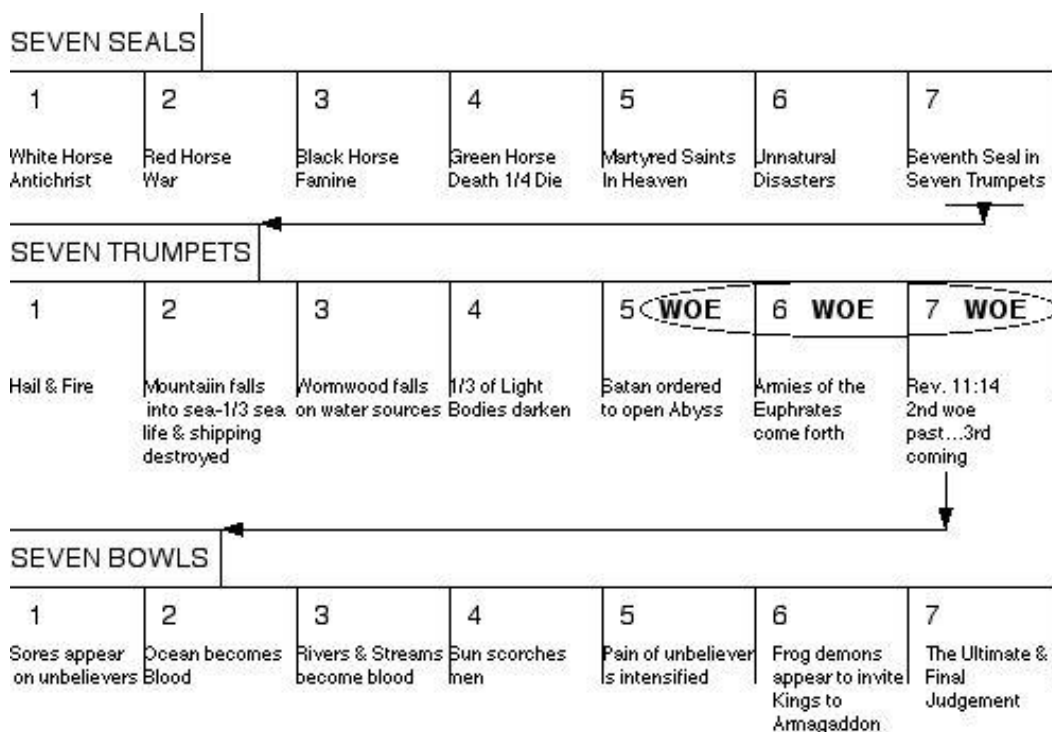 SEVEN SEALS
1 2 3 4 5 6 7
White Horse
Antichrist
Red Horse
War
Black Horse
Famine
Green Horse
Death 1/4 Die
Martyred Saints
In Heaven
Unnatural
Disasters
Seventh Seal in
Seven Trumpets
SEVEN TRUMPETS
1 2 3 4 5 WOE 6 WOE 7 WOE
Hail & Fire
Mountiain falls
into sea-1/3 sea
life & shipping
destroyed
Wormwood falls
on water sources
1/3 of Light
Bodies darken
Satan ordered
to open Abyss
Armies of the
Euphrates
come forth
Rev. 11:14
2nd woe
past...3rd
coming
SEVEN BOWLS
1 2 3 4 5 6 7
Sores appear
on unbelievers
Ocean becomes
Blood
Rivers & Streams
become blood
Sun scorches
men
Pain of unbeliever
is intensified
Frog demons
appear to invite
Kings to
Armagaddon
The Ultimate &
Final
Judgement